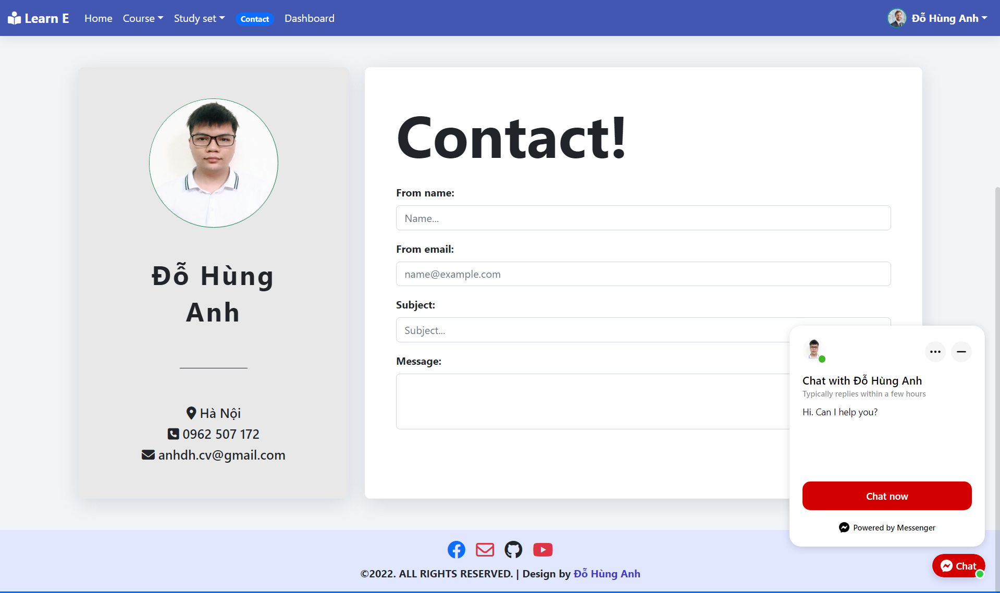 Learn E
Home
Course
Study set
Contact
Dashboard
Đỗ Hùng Anh
Đỗ Hùng
Anh
Hà Nội
0962 507 172
anhdh.cv@gmail.com
Contact!
From name:
Name...
From email:
name@example.com
Subject:
Subject...
Message:
Chat with Đỗ Hùng Anh
Typically replies within a few hours
Hi. Can I help you?
Chat now
Powered by Messenger
Chat
©2022. ALL RIGHTS RESERVED. | Design by Đỗ Hùng Anh